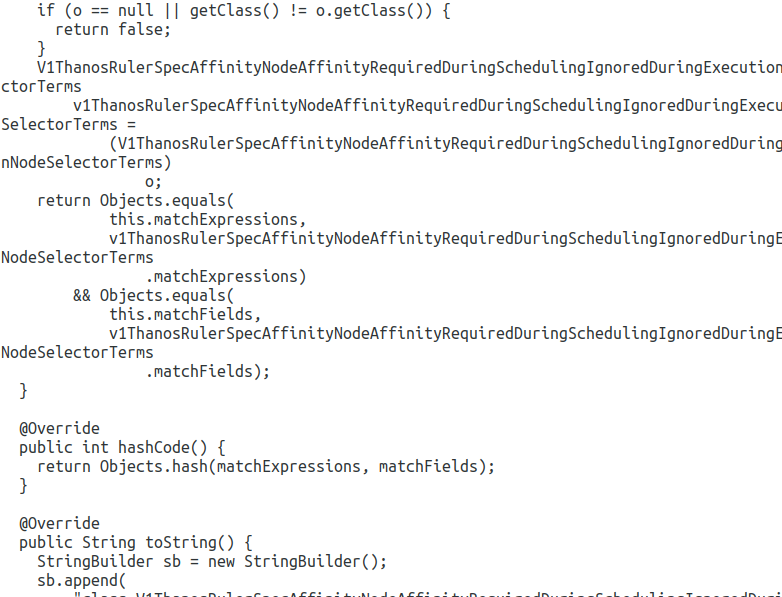 if (o == null || getClass() != o.getClass()) {
return false;
}
V1ThanosRulerSpecAffinityNodeAffinityRequiredDuringSchedulingIgnoredDuringExecution
ctorTerms
v1ThanosRulerSpecAffinityNodeAffinityRequiredDuringSchedulingIgnoredDuringExecu
SelectorTerms =
(V1ThanosRulerSpecAffinityNodeAffinityRequiredDuringSchedulingIgnoredDuring
nNodeSelectorTerms)
o;
return Objects.equals(
this.matchExpressions,
v1ThanosRulerSpecAffinityNodeAffinityRequiredDuringSchedulingIgnoredDuringE
NodeSelectorTerms
.matchExpressions)
&& Objects.equals(
this.matchFields,
v1ThanosRulerSpecAffinityNodeAffinityRequiredDuringSchedulingIgnoredDuringE
NodeSelectorTerms
.matchFields);
}
@Override
public int hashCode() {
return Objects.hash(matchExpressions, matchFields);
}
@Override
public String toString() {
StringBuilder sb = new StringBuilder();
sb.append(
"class V1ThanosRulerSpecAffinityNodeAffinityRequiredDuringSchedulingIgnoredDuri